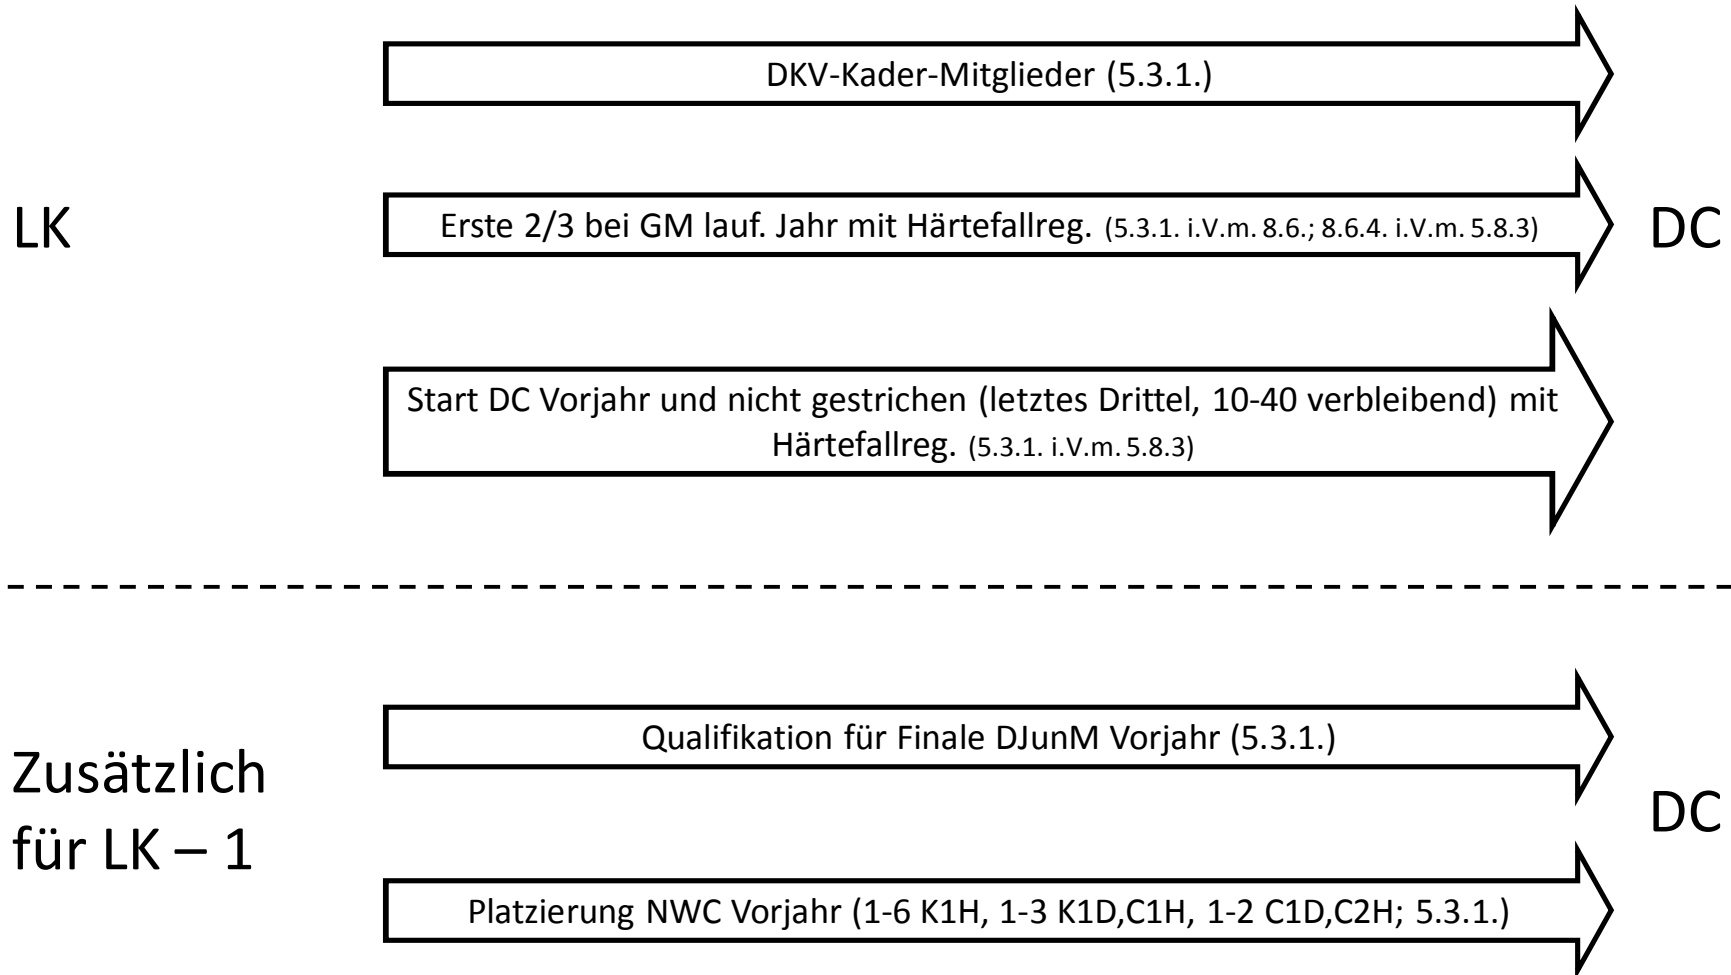 DKV-Kader-Mitglieder (5.3.1.)
LK
Erste 2/3 bei GM lauf. Jahr mit Härtefallreg. (5.3.1. i.V.m. 8.6.; 8.6.4. i.V.m. 5.8.3)
DC
Start DC Vorjahr und nicht gestrichen (letztes Drittel, 10-40 verbleibend) mit
Härtefallreg. (5.3.1. i.V.m. 5.8.3)
Qualifikation für Finale DJunM Vorjahr (5.3.1.)
Zusätzlich
für LK – 1
DC
Platzierung NWC Vorjahr (1-6 K1H, 1-3 K1D,C1H, 1-2 C1D,C2H; 5.3.1.)